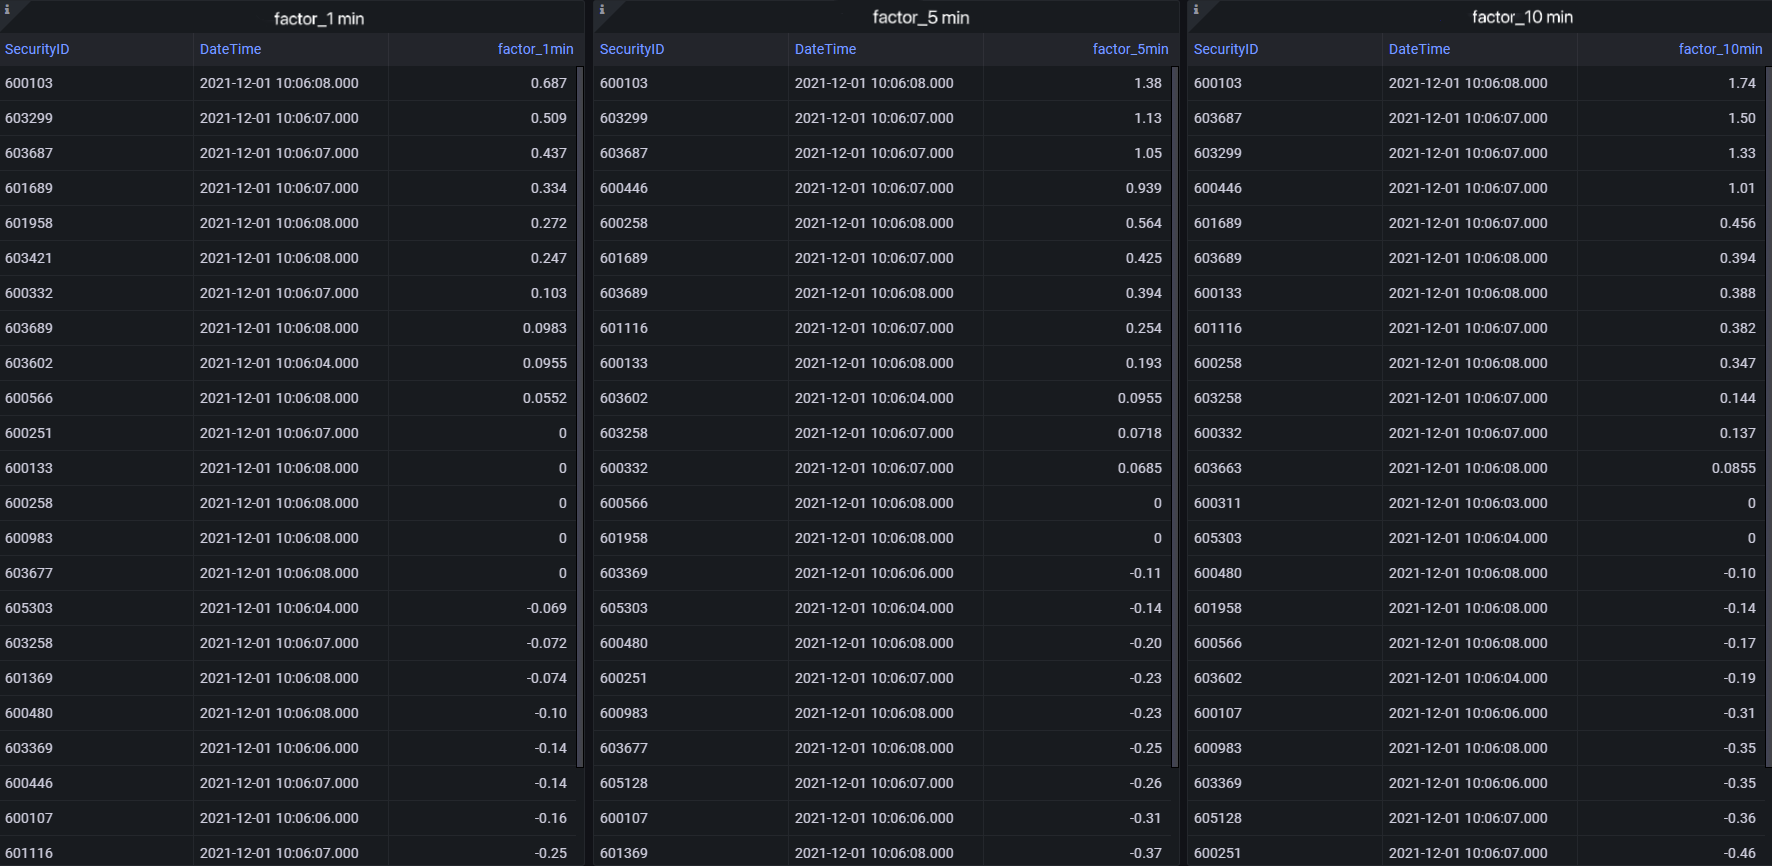 factor_1 min
SecurityID DateTime factor_1min
600103 2021-12-01 10:06:08.000 0.687
603299 2021-12-01 10:06:07.000 0.509
603687 2021-12-01 10:06:07.000 0.437
601689 2021-12-01 10:06:07.000 0.334
601958 2021-12-01 10:06:08.000 0.272
603421 2021-12-01 10:06:08.000 0.247
600332 2021-12-01 10:06:07.000 0.103
603689 2021-12-01 10:06:08.000 0.0983
603602 2021-12-01 10:06:04.000 0.0955
600566 2021-12-01 10:06:08.000 0.0552
600251 2021-12-01 10:06:07.000 0
600133 2021-12-01 10:06:08.000 0
600258 2021-12-01 10:06:08.000 0
600983 2021-12-01 10:06:08.000 0
603677 2021-12-01 10:06:08.000 0
605303 2021-12-01 10:06:04.000 -0.069
603258 2021-12-01 10:06:07.000 -0.072
601369 2021-12-01 10:06:08.000 -0.074
600480 2021-12-01 10:06:08.000 -0.10
603369 2021-12-01 10:06:06.000 -0.14
600446 2021-12-01 10:06:07.000 -0.14
600107 2021-12-01 10:06:06.000 -0.16
601116 2021-12-01 10:06:07.000 -0.25
factor_5 min
SecurityID DateTime factor_5min
600103 2021-12-01 10:06:08.000 1.38
603299 2021-12-01 10:06:07.000 1.13
603687 2021-12-01 10:06:07.000 1.05
600446 2021-12-01 10:06:07.000 0.939
600258 2021-12-01 10:06:08.000 0.564
601689 2021-12-01 10:06:07.000 0.425
603689 2021-12-01 10:06:08.000 0.394
601116 2021-12-01 10:06:07.000 0.254
600133 2021-12-01 10:06:08.000 0.193
603602 2021-12-01 10:06:04.000 0.0955
603258 2021-12-01 10:06:07.000 0.0718
600332 2021-12-01 10:06:07.000 0.0685
600566 2021-12-01 10:06:08.000 0
601958 2021-12-01 10:06:08.000 0
603369 2021-12-01 10:06:06.000 -0.11
605303 2021-12-01 10:06:04.000 -0.14
600480 2021-12-01 10:06:08.000 -0.20
600251 2021-12-01 10:06:07.000 -0.23
600983 2021-12-01 10:06:08.000 -0.23
603677 2021-12-01 10:06:08.000 -0.25
605128 2021-12-01 10:06:07.000 -0.26
600107 2021-12-01 10:06:06.000 -0.31
601369 2021-12-01 10:06:08.000 -0.37
factor_10 min
SecurityID DateTime factor_10min
600103 2021-12-01 10:06:08.000 1.74
603687 2021-12-01 10:06:07.000 1.50
603299 2021-12-01 10:06:07.000 1.33
600446 2021-12-01 10:06:07.000 1.01
601689 2021-12-01 10:06:07.000 0.456
603689 2021-12-01 10:06:08.000 0.394
600133 2021-12-01 10:06:08.000 0.388
601116 2021-12-01 10:06:07.000 0.382
600258 2021-12-01 10:06:08.000 0.347
603258 2021-12-01 10:06:07.000 0.144
600332 2021-12-01 10:06:07.000 0.137
603663 2021-12-01 10:06:08.000 0.0855
600311 2021-12-01 10:06:03.000 0
605303 2021-12-01 10:06:04.000 0
600480 2021-12-01 10:06:08.000 -0.10
601958 2021-12-01 10:06:08.000 -0.14
600566 2021-12-01 10:06:08.000 -0.17
603602 2021-12-01 10:06:04.000 -0.19
600107 2021-12-01 10:06:06.000 -0.31
600983 2021-12-01 10:06:08.000 -0.35
603369 2021-12-01 10:06:06.000 -0.35
605128 2021-12-01 10:06:07.000 -0.36
600251 2021-12-01 10:06:07.000 -0.46